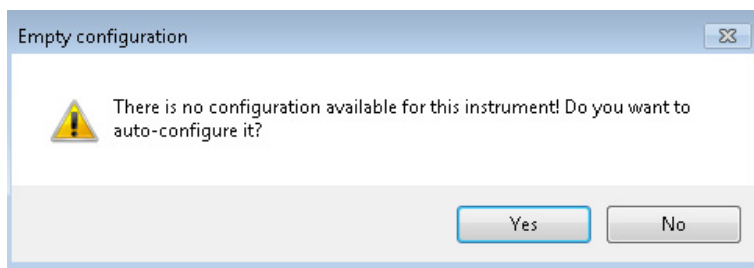 Empty configuration
There is no configuration available for this instrument! Do you want to
auto-configure it?
Yes
No